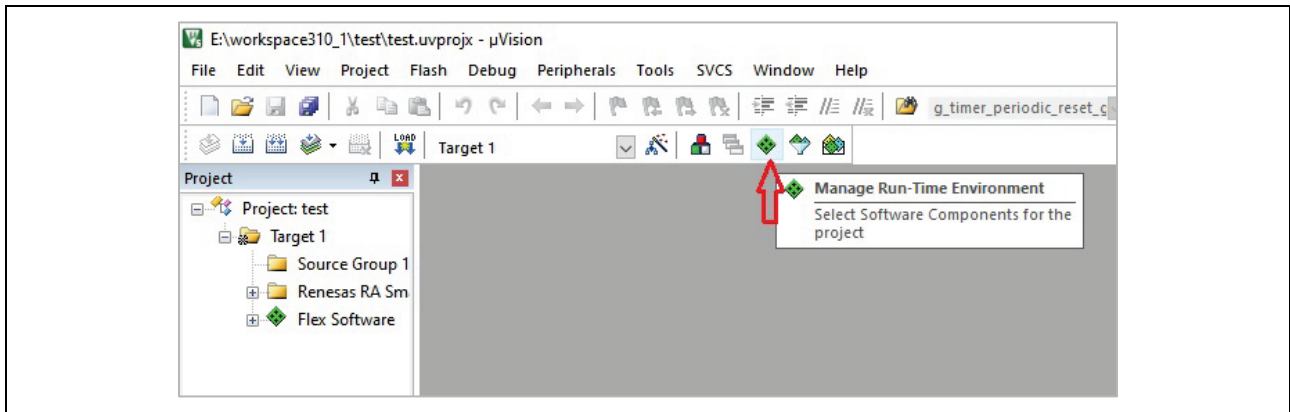 E:\workspace310_1\test\test.uvprojx - µVision
File Edit View Project Flash Debug Peripherals Tools SVCS Window Help
g_timer_periodic_reset_c
LOAD Target 1
Project
Manage Run-Time Environment
Project: test
Select Software Components for the
project
Target 1
Source Group 1
Renesas RA Sm
Flex Software